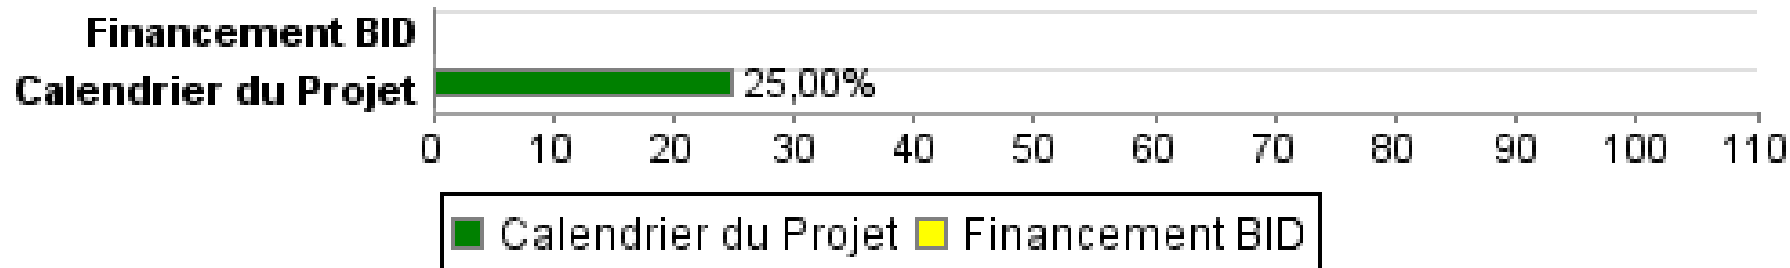 Financement BID
Calendrier du Projet 25,00%
0 10 20 30 40 50 60 70 80 90 100 110
Calendrier du Projet Financement BID